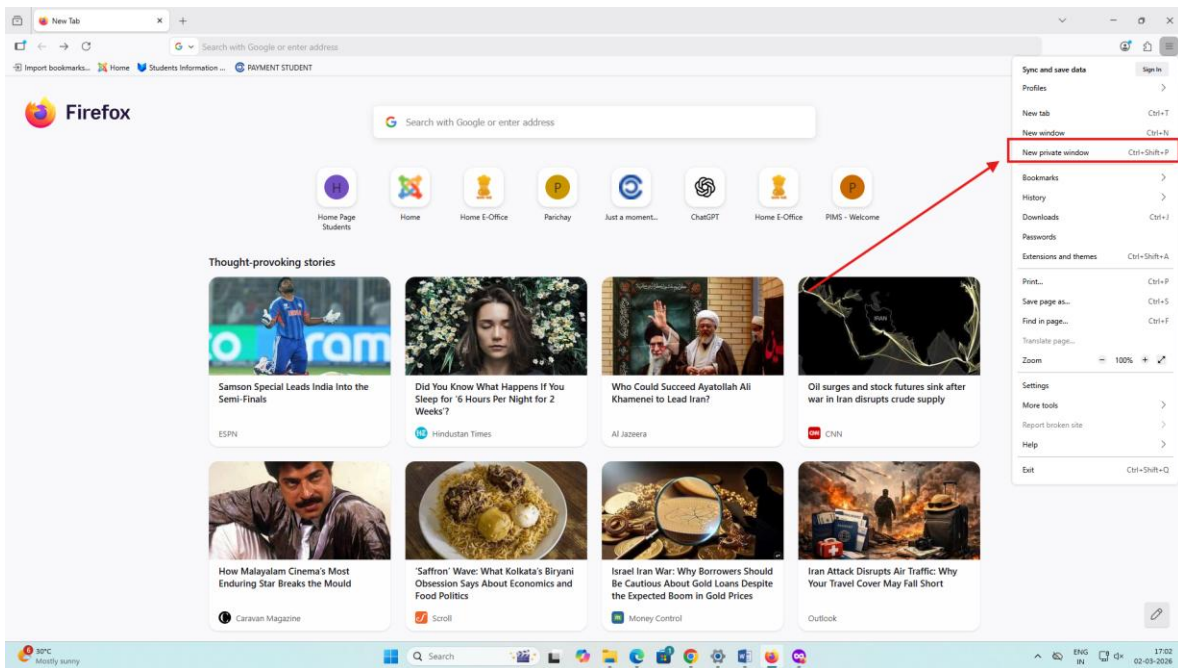 New Tab
Search with Google or enter address
Import bookmarks...
Home
Students Information ...
PAYMENT STUDENT
Firefox
Search with Google or enter address
H
P
P
Home Page
Students
Home
Home E-Office
Parichay
Just a moment...
ChatGPT
Home E-Office
PIMS - Welcome
Thought-provoking stories
Samson Special Leads India Into the
Semi-Finals
ESPN
Did You Know What Happens If You
Sleep for '6 Hours Per Night for 2
Weeks'?
Hindustan Times
IRAN
Who Could Succeed Ayatollah Ali
Khamenei to Lead Iran?
Al Jazeera
Oil surges and stock futures sink after
war in Iran disrupts crude supply
CNN
How Malayalam Cinema's Most
Enduring Star Breaks the Mould
Caravan Magazine
'Saffron' Wave: What Kolkata's Biryani
Obsession Says About Economics and
Food Politics
Scroll
Israel Iran War: Why Borrowers Should
Be Cautious About Gold Loans Despite
the Expected Boom in Gold Prices
Money Control
Iran Attack Disrupts Air Traffic: Why
Your Travel Cover May Fall Short
Outlook
Sync and save data Sign In
Profiles
New tab Ctrl+T
New window Ctrl+N
New private window Ctrl+Shift+P
Bookmarks
History
Downloads Ctrl+J
Passwords
Extensions and themes Ctrl+Shift+A
Print... Ctrl+P
Save page as... Ctrl+S
Find in page... Ctrl+F
Translate page...
Zoom 100%
Settings
More tools
Report broken site
Help
Exit Ctrl+Shift+Q
30°C
Mostly sunny
Search
ENG
IN
17:02
02-03-2026